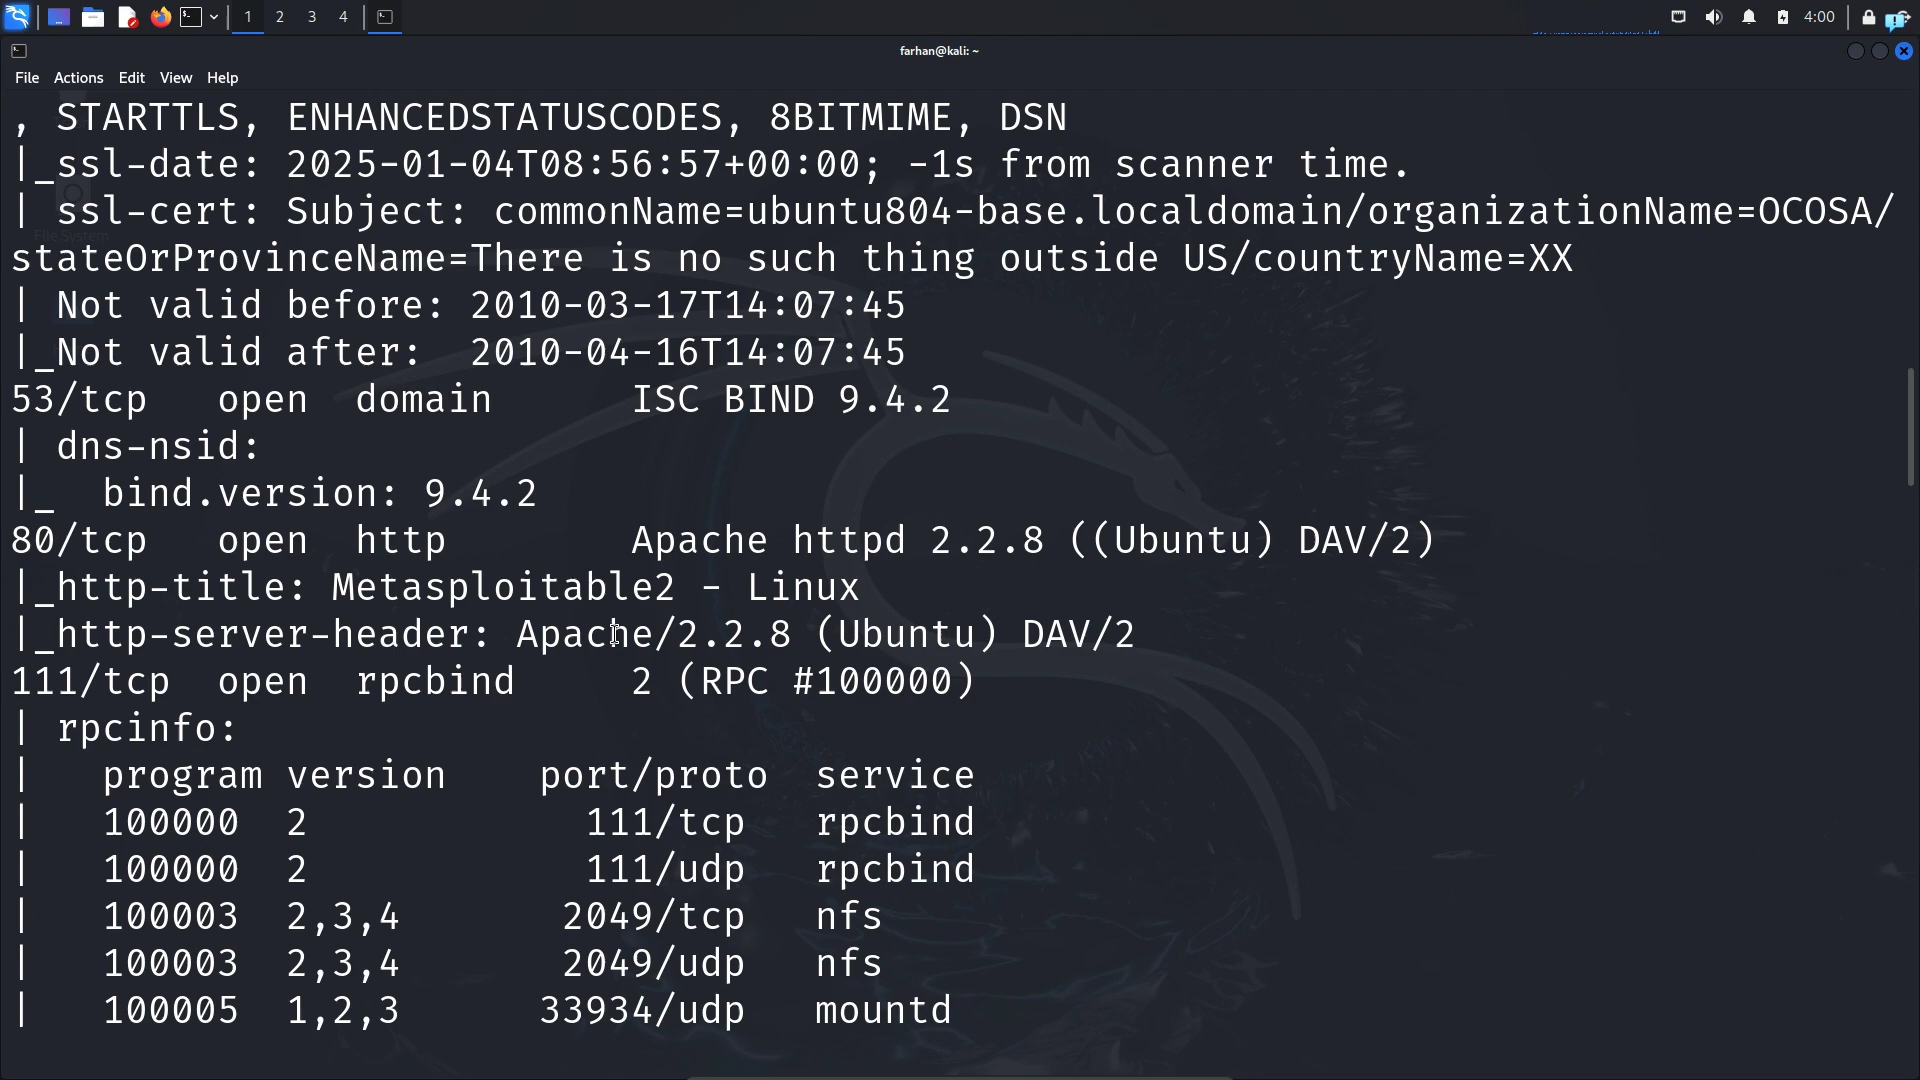 1 2 3 4 4:00
farhan@kali: ~
File Actions Edit View Help
, STARTTLS, ENHANCEDSTATUSCODES, 8BITMIME, DSN
|_ssl-date: 2025-01-04T08:56:57+00:00; -1s from scanner time.
| ssl-cert: Subject: commonName=ubuntu804-base.localdomain/organizationName=OCOSA/
File System
stateOrProvinceName=There is no such thing outside US/countryName=XX
| Not valid before: 2010-03-17T14:07:45
|_Not valid after:  2010-04-16T14:07:45
53/tcp   open  domain      ISC BIND 9.4.2
| dns-nsid:
|_  bind.version: 9.4.2
80/tcp   open  http        Apache httpd 2.2.8 ((Ubuntu) DAV/2)
|_http-title: Metasploitable2 - Linux
|_http-server-header: Apache/2.2.8 (Ubuntu) DAV/2
111/tcp  open  rpcbind     2 (RPC #100000)
| rpcinfo:
|   program version    port/proto  service
|   100000  2            111/tcp   rpcbind
|   100000  2            111/udp   rpcbind
|   100003  2,3,4       2049/tcp   nfs
|   100003  2,3,4       2049/udp   nfs
|   100005  1,2,3      33934/udp   mountd